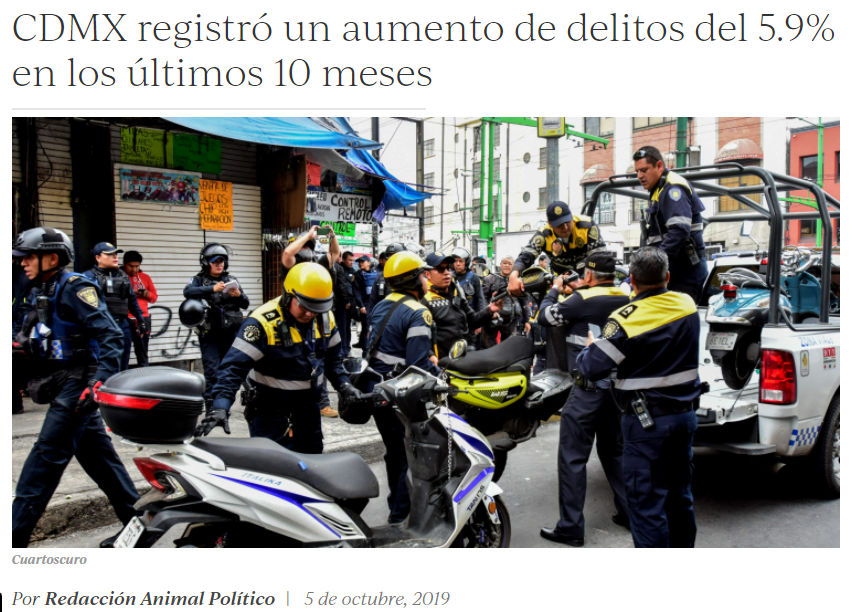 CDMX registró un aumento de delitos del 5.9%
en los últimos 10 meses
CONTROL
REMOTO
ITALIKA
Cuartoscuro
Por Redacción Animal Político | 5 de octubre, 2019